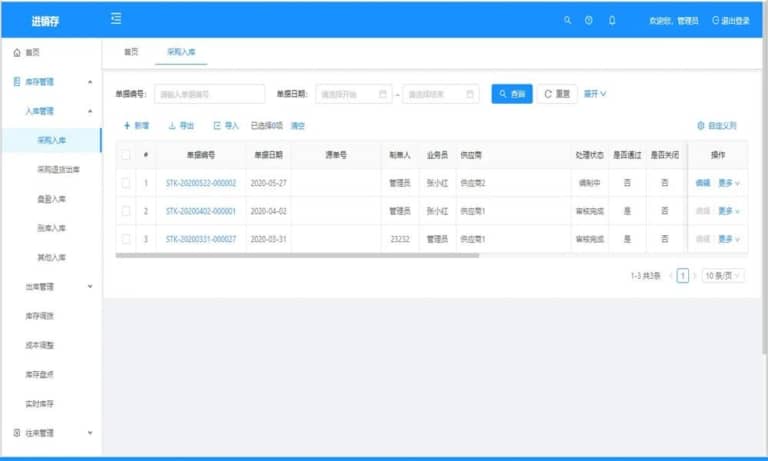 进销存
欢迎您，管理员
退出登录
首页
库存管理
入库管理
采购入库
采购退货出库
盘盈入库
其他入库
出库管理
库存调拨
成本调整
库存盘点
实时库存
往来管理
首页 采购入库
单据编号： 请输入单据编号 单据日期： 请选择开始 ~ 请选择结束 查询 重置 展开
新增 导出 导入 已选择0项 清空 自定义列
# 单据编号 单据日期 源单号 制单人 业务员 供应商 处理状态 是否通过 是否关闭 操作
1 STK-20200522-000002 2020-05-27 管理员 张小红 供应商2 编制中 否 否 编辑 更多
2 STK-20200402-000001 2020-04-02 管理员 张小红 供应商1 审核完成 是 否 编辑 更多
3 STK-20200331-000027 2020-03-31 23232 管理员 供应商1 审核完成 是 否 编辑 更多
1-3 共3条 1 10 条/页